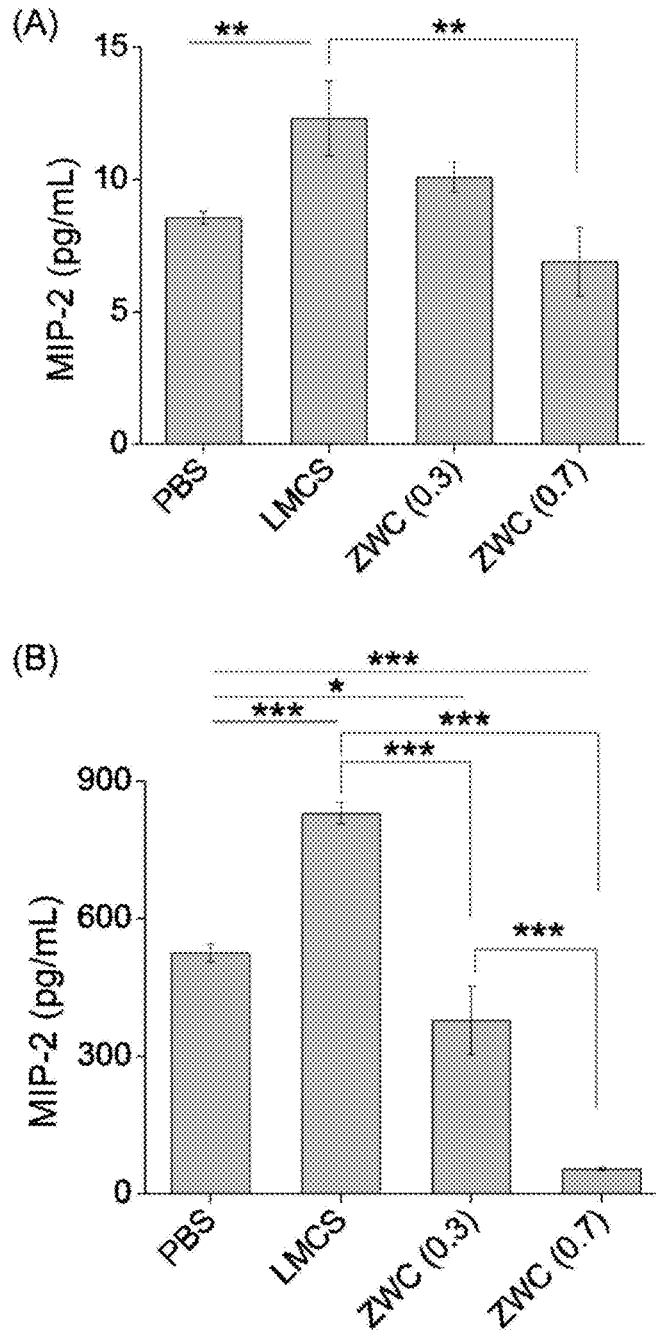 (A)
** **
15
10
5
0
MIP-2 (pg/mL)
PBS
LMCS
ZWC (0.3)
ZWC (0.7)
(B)
***
*
*** ***
***
***
900
600
300
0
MIP-2 (pg/mL)
PBS
LMCS
ZWC (0.3)
ZWC (0.7)